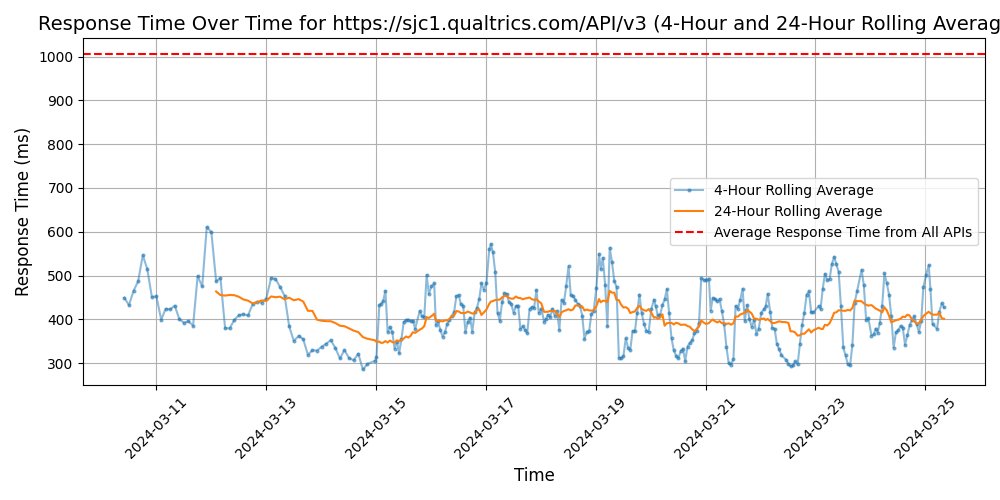 Response Time Over Time for https://sjc1.qualtrics.com/API/v3 (4-Hour and 24-Hour Rolling Averag
1000
900
800
700
600
500
400
300
Response Time (ms)
4-Hour Rolling Average
24-Hour Rolling Average
Average Response Time from All APIs
2024-03-11
2024-03-13
2024-03-15
2024-03-17
2024-03-19
2024-03-21
2024-03-23
2024-03-25
Time